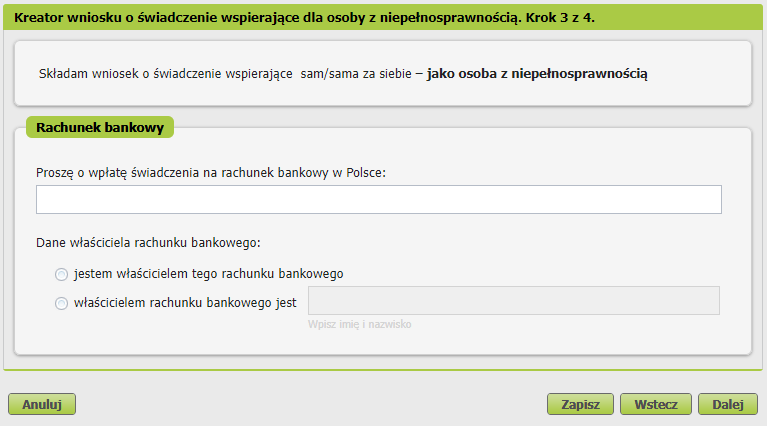 Kreator wniosku o świadczenie wspierające dla osoby z niepełnosprawnością. Krok 3 z 4.
Składam wniosek o świadczenie wspierające sam/sama za siebie – jako osoba z niepełnosprawnością
Rachunek bankowy
Proszę o wpłatę świadczenia na rachunek bankowy w Polsce:
Dane właściciela rachunku bankowego:
jestem właścicielem tego rachunku bankowego
właścicielem rachunku bankowego jest
Wpisz imię i nazwisko
Anuluj Zapisz Wstecz Dalej